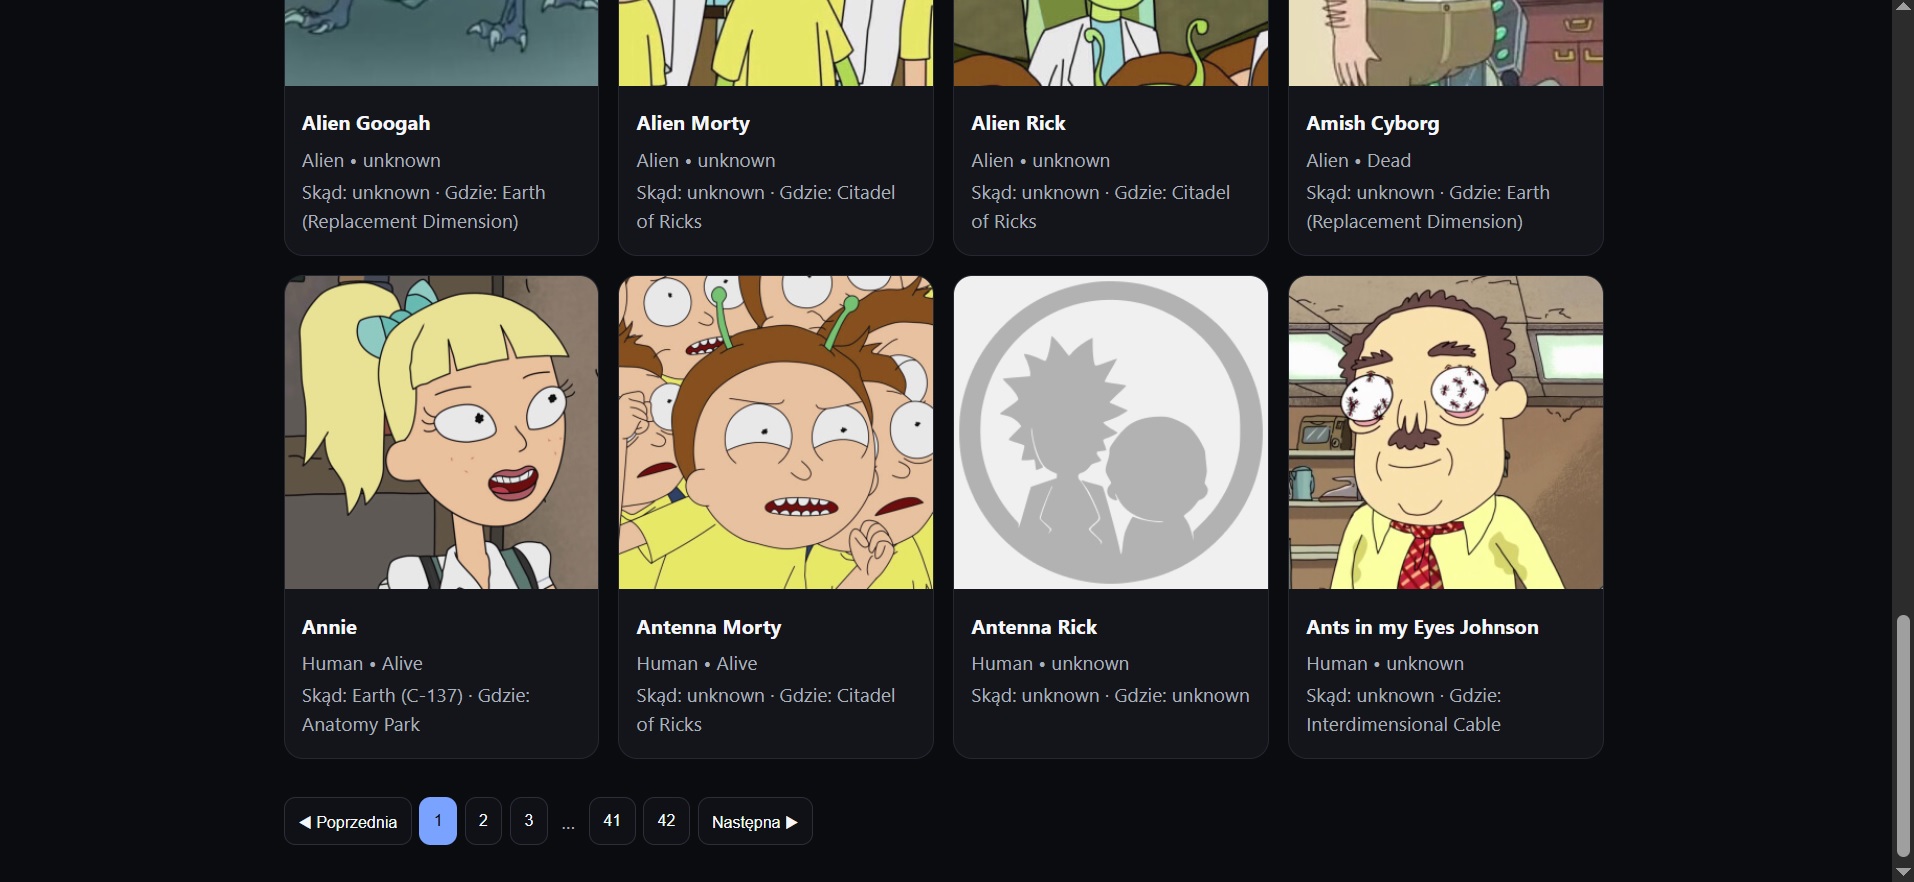 Alien Googah
Alien • unknown
Skąd: unknown · Gdzie: Earth
(Replacement Dimension)
Alien Morty
Alien • unknown
Skąd: unknown · Gdzie: Citadel
of Ricks
Alien Rick
Alien • unknown
Skąd: unknown · Gdzie: Citadel
of Ricks
Amish Cyborg
Alien • Dead
Skąd: unknown · Gdzie: Earth
(Replacement Dimension)
Annie
Human • Alive
Skąd: Earth (C-137) · Gdzie:
Anatomy Park
Antenna Morty
Human • Alive
Skąd: unknown · Gdzie: Citadel
of Ricks
Antenna Rick
Human • unknown
Skąd: unknown · Gdzie: unknown
Ants in my Eyes Johnson
Human • unknown
Skąd: unknown · Gdzie:
Interdimensional Cable
◀ Poprzednia 1 2 3 ... 41 42 Następna ▶